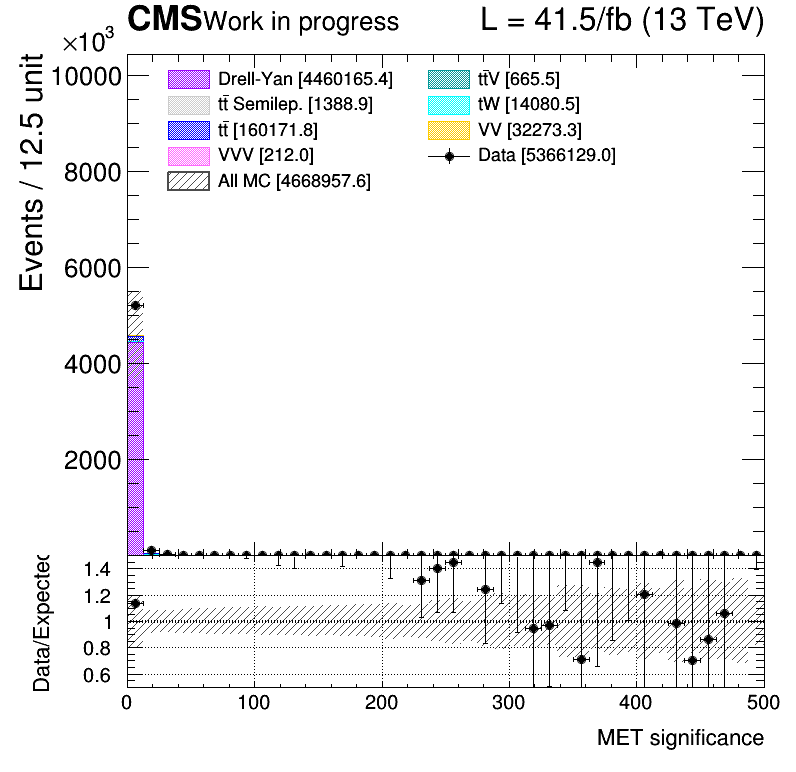 CMS Work in progress L = 41.5/fb (13 TeV)
×10³
Events / 12.5 unit
10000
8000
6000
4000
2000
Drell-Yan [4460165.4]
tt̄ Semilep. [1388.9]
tt̄ [160171.8]
VVV [212.0]
All MC [4668957.6]
tt̄V [665.5]
tW [14080.5]
VV [32273.3]
Data [5366129.0]
Data/Expected
1.4
1.2
1
0.8
0.6
0 100 200 300 400 500
MET significance